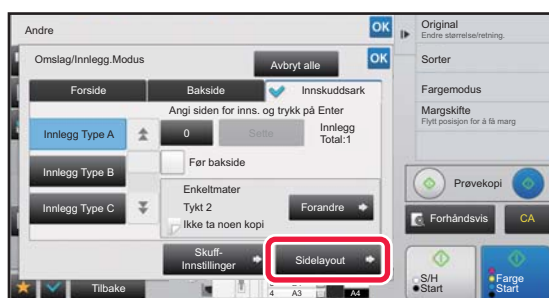 Andre
OK
Omslag/Innlegg.Modus
Avbryt alle
OK
Forside
Bakside
Innskuddsark
Angi siden for inns. og trykk på Enter
Innlegg Type A
0
Sette
Innlegg
Total:1
Innlegg Type B
Før bakside
Innlegg Type C
Enkeltmater
Tykt 2
Ikke ta noen kopi
Forandre
Skuff-
Innstillinger
Sidelayout
Tilbake
4
A3
A4
Original
Endre størrelse/retning.
Sorter
Fargemodus
Margskifte
Flytt posisjon for å få marg
Prøvekopi
Forhåndsvis
CA
S/H
Start
Farge
Start